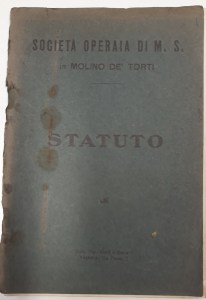 SOCIETÀ OPERAIA DI M. S.
DI MOLINO DE' TORTI
STATUTO